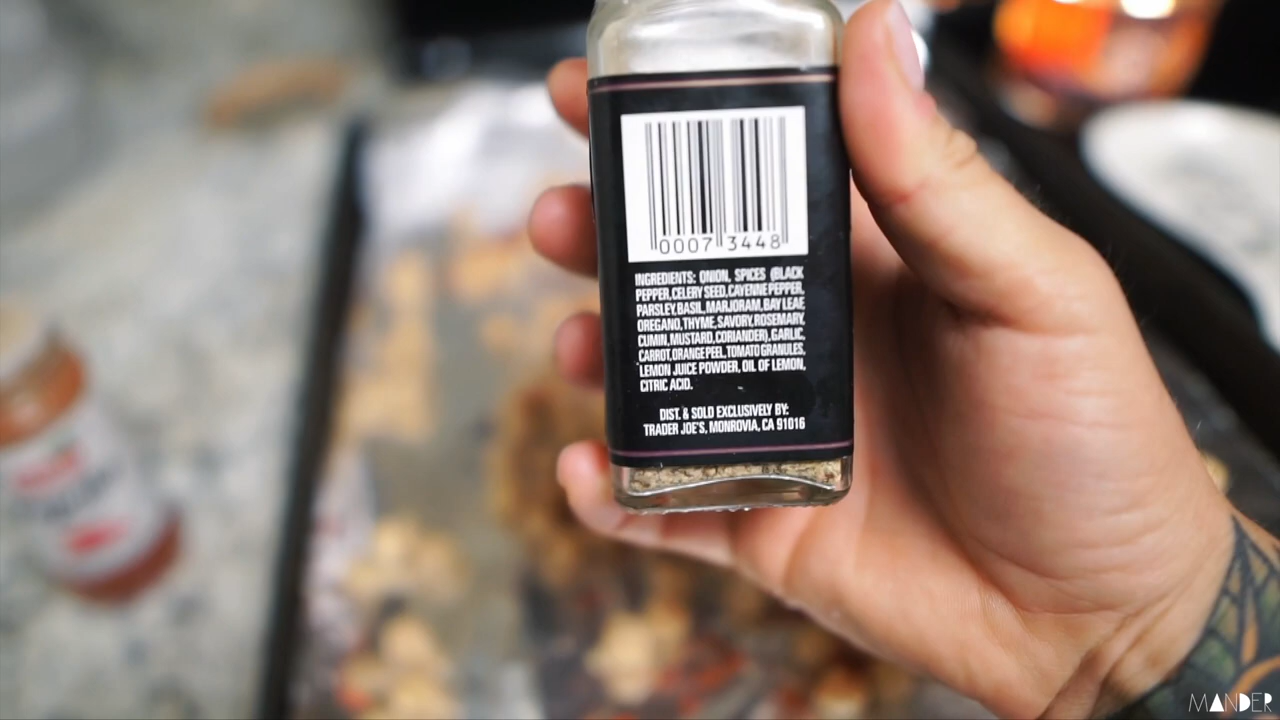 0007 3448
INGREDIENTS: ONION, SPICES (BLACK
PEPPER, CELERY SEED, CAYENNE PEPPER,
PARSLEY, BASIL, MARJORAM, BAY LEAF,
OREGANO, THYME, SAVORY, ROSEMARY,
CUMIN, MUSTARD, CORIANDER), GARLIC,
CARROT, ORANGE PEEL, TOMATO GRANULES,
LEMON JUICE POWDER, OIL OF LEMON,
CITRIC ACID.
DIST. & SOLD EXCLUSIVELY BY:
TRADER JOE'S, MONROVIA, CA 91016
MANDER